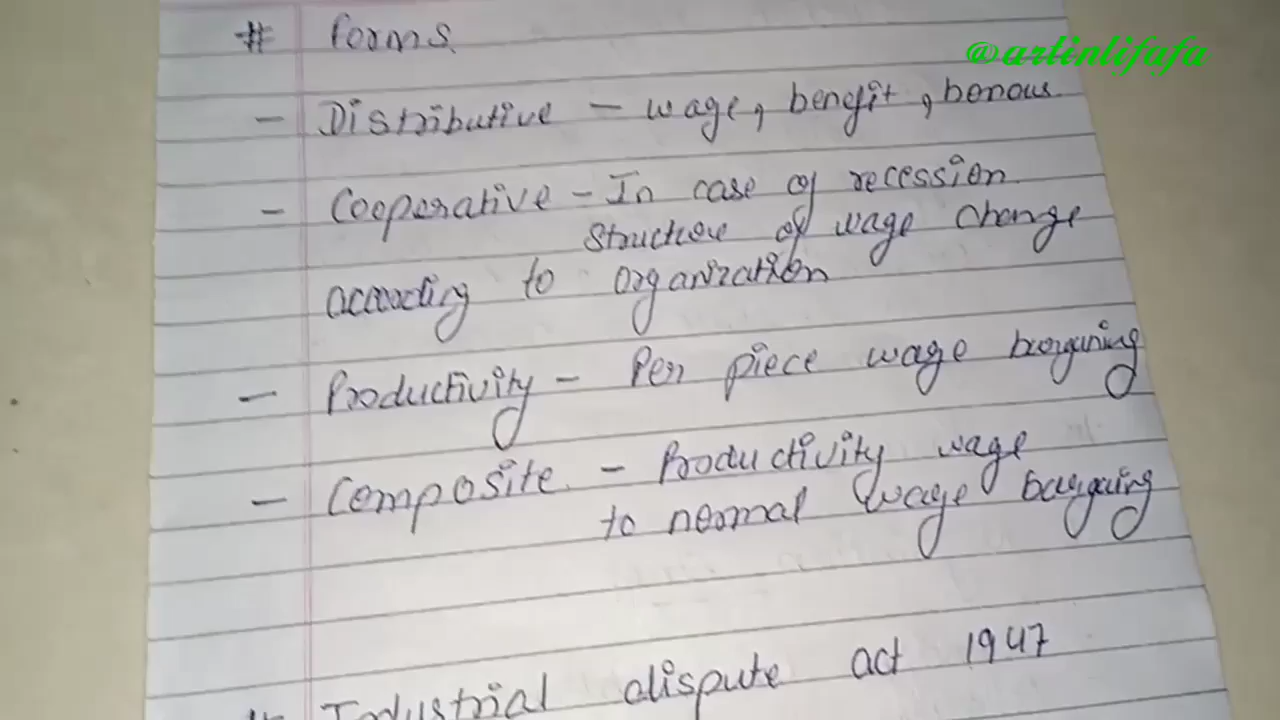 # Forms.
@artinlifafa
- Distributive - wage, benefit, bonous
- Cooperative - In case of recession
structure of wage change
according to organization
- Productivity - Per piece wage bargaining
- Composite. - Productivity wage
to normal wage bargaining
# Industrial dispute act 1947